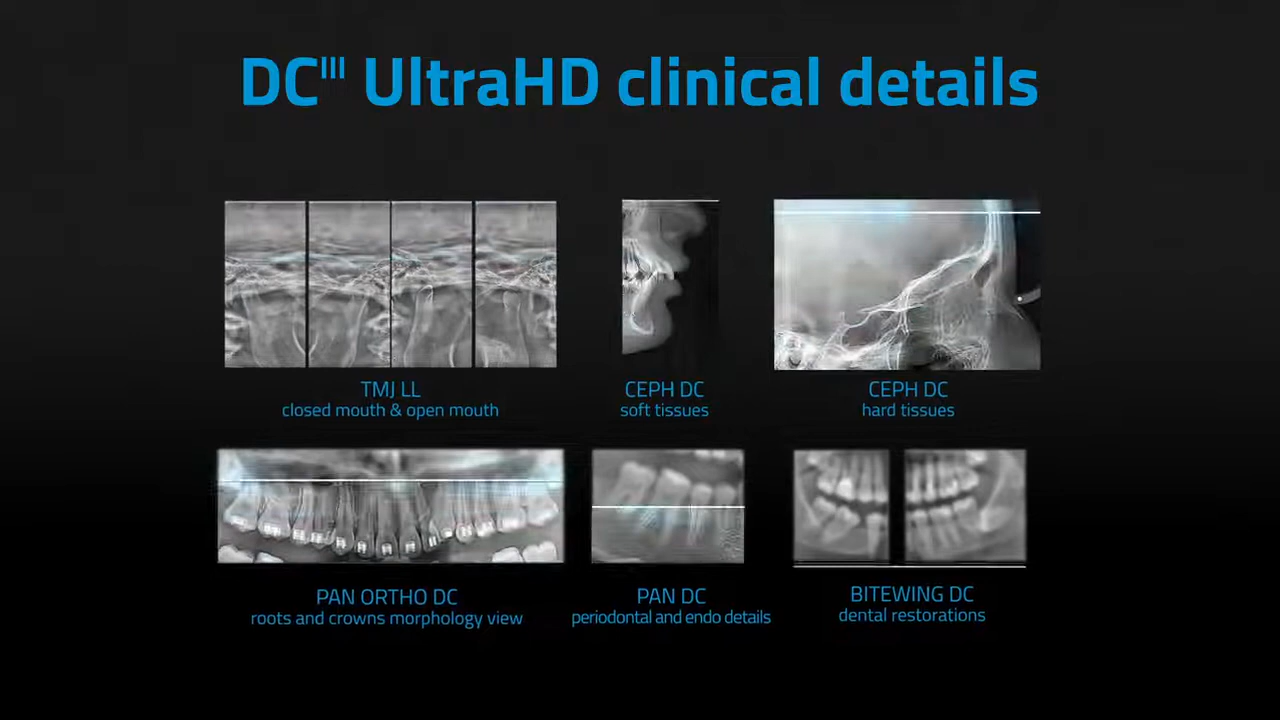 DC''' UltraHD clinical details
TMJ LL
closed mouth & open mouth
CEPH DC
soft tissues
CEPH DC
hard tissues
PAN ORTHO DC
roots and crowns morphology view
PAN DC
periodontal and endo details
BITEWING DC
dental restorations